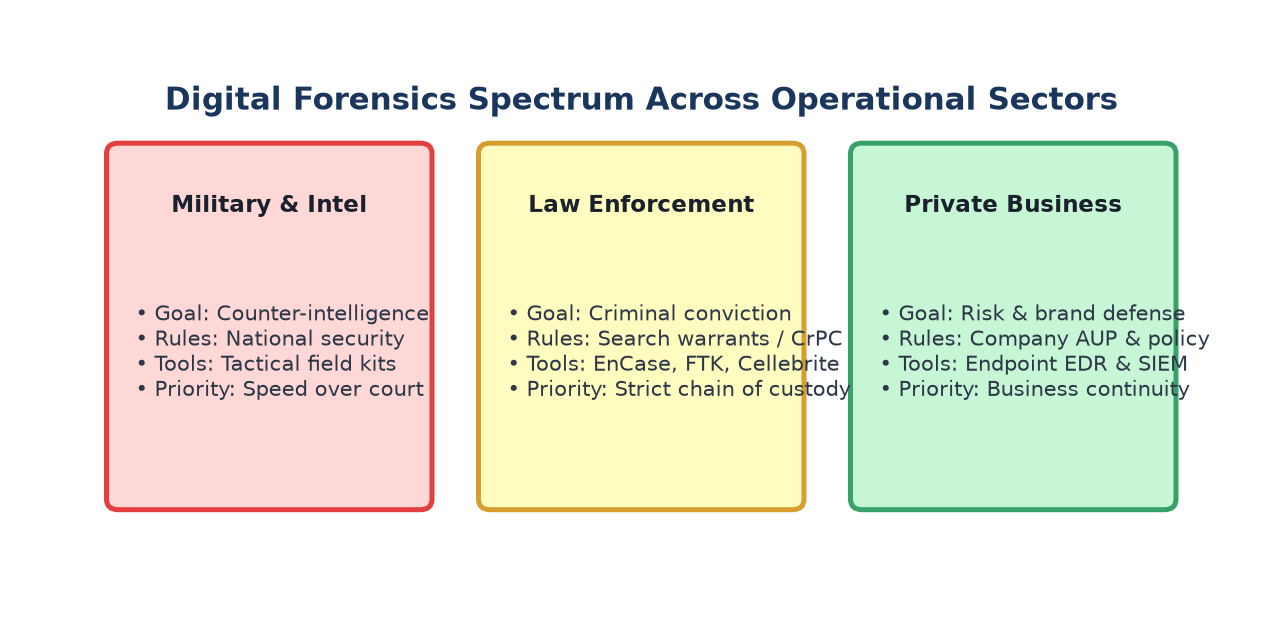 Digital Forensics Spectrum Across Operational Sectors
Military & Intel
• Goal: Counter-intelligence
• Rules: National security
• Tools: Tactical field kits
• Priority: Speed over court
Law Enforcement
• Goal: Criminal conviction
• Rules: Search warrants / CrPC
• Tools: EnCase, FTK, Cellebrite
• Priority: Strict chain of custody
Private Business
• Goal: Risk & brand defense
• Rules: Company AUP & policy
• Tools: Endpoint EDR & SIEM
• Priority: Business continuity